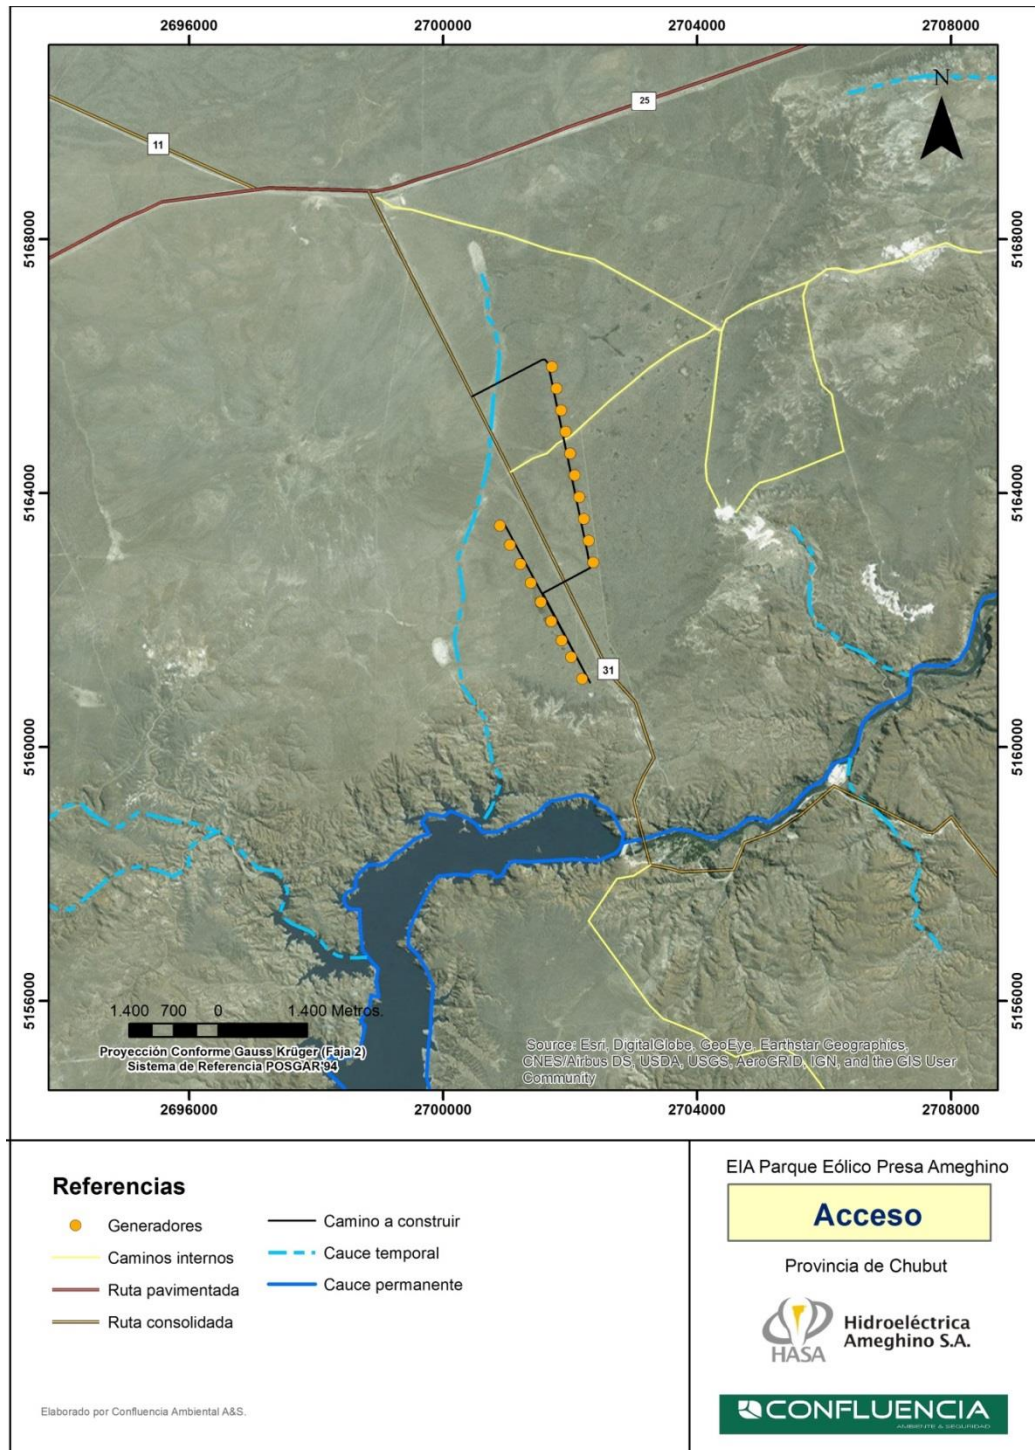 2696000 2700000 2704000 2708000
N
25
11
5168000 5168000
5164000 5164000
31
5160000 5160000
5156000 5156000
1.400 700 0 1.400 Metros.
Proyección Conforme Gauss Krüger (Faja 2)
Sistema de Referencia POSGAR'94
Source: Esri, DigitalGlobe, GeoEye, Earthstar Geographics,
CNES/Airbus DS, USDA, USGS, AeroGRID, IGN, and the GIS User
Community
2696000 2700000 2704000 2708000
Referencias
Generadores
Caminos internos
Ruta pavimentada
Ruta consolidada
Camino a construir
Cauce temporal
Cauce permanente
Elaborado por Confluencia Ambiental A&S.
EIA Parque Eólico Presa Ameghino
Acceso
Provincia de Chubut
HASA
Hidroeléctrica
Ameghino S.A.
CONFLUENCIA
AMBIENTE & SEGURIDAD